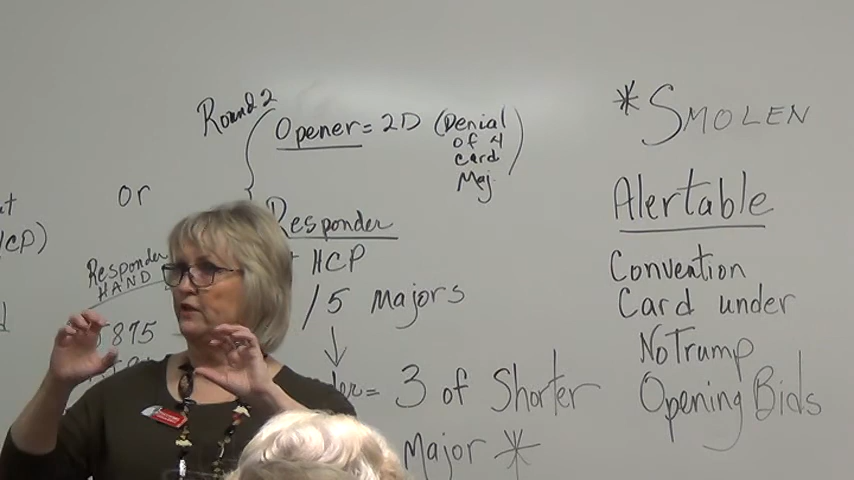 Round 2
Opener = 2D (Denial
of 4
card
Maj.)
or
Responder
HCP
/5 Majors
3 of Shorter
Major *
Responder
HAND
875
HCP)
* SMOLEN
Alertable
Convention
Card under
NoTrump
Opening Bids